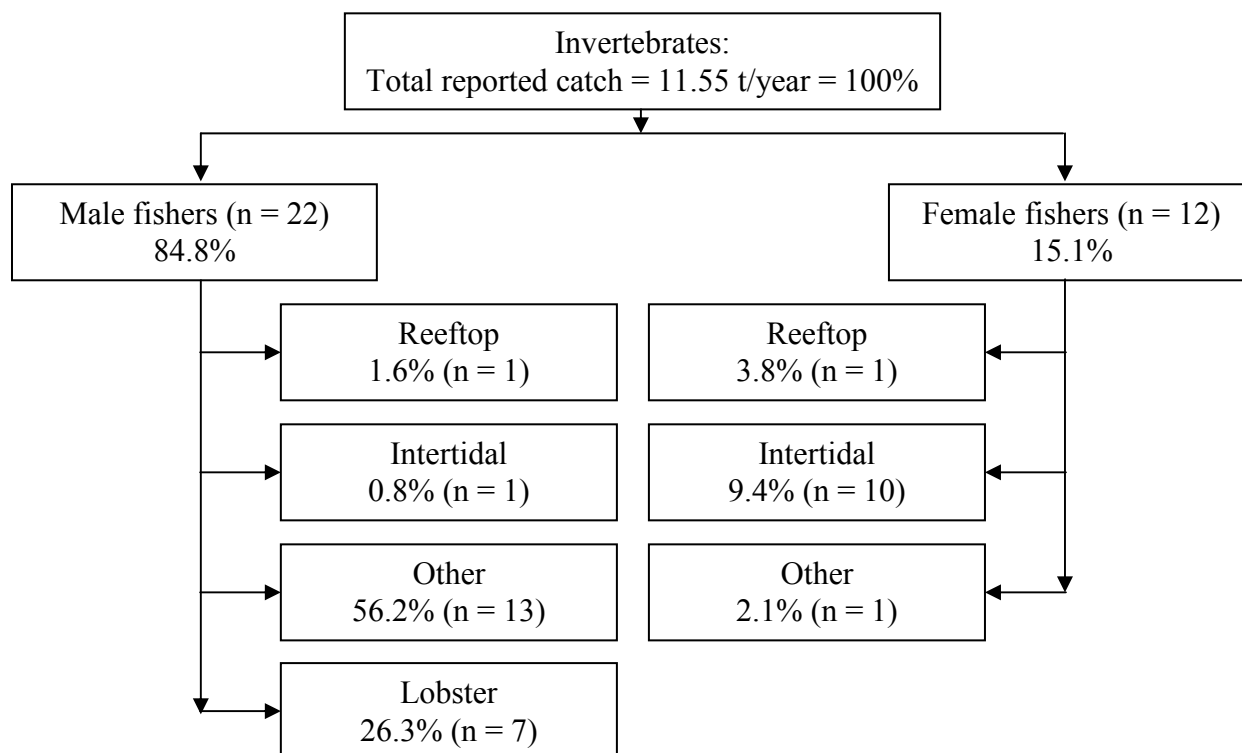 Invertebrates:
Total reported catch = 11.55 t/year = 100%
Male fishers (n = 22)
84.8%
Female fishers (n = 12)
15.1%
Reeftop
1.6% (n = 1)
Reeftop
3.8% (n = 1)
Intertidal
0.8% (n = 1)
Intertidal
9.4% (n = 10)
Other
56.2% (n = 13)
Other
2.1% (n = 1)
Lobster
26.3% (n = 7)